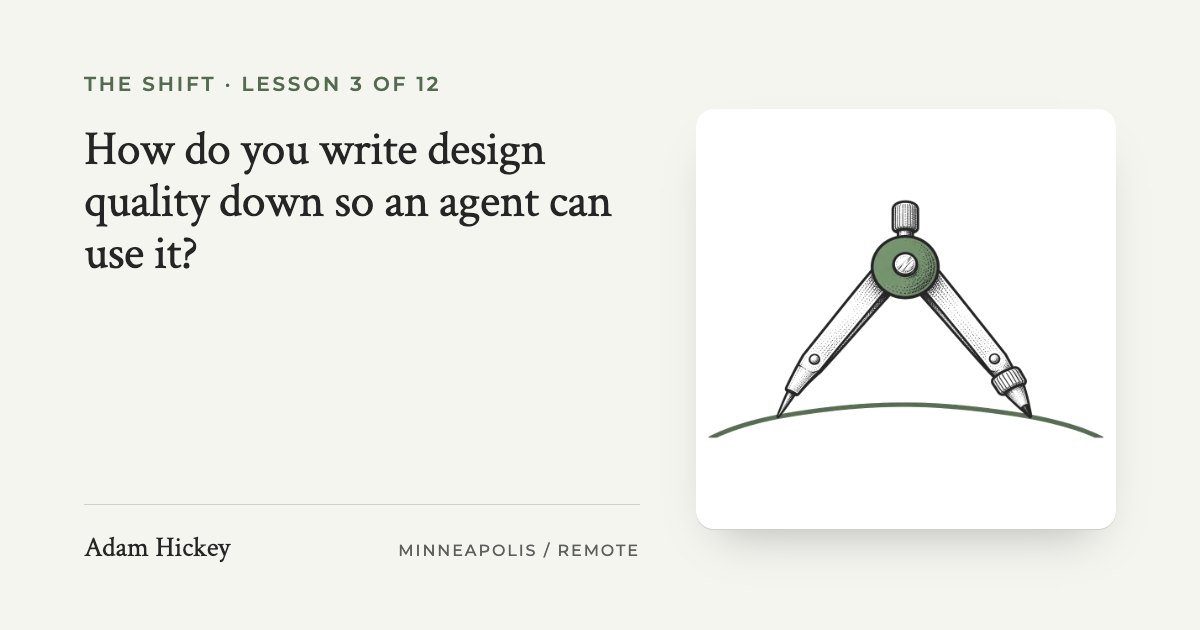 THE SHIFT · LESSON 3 OF 12
How do you write design
quality down so an agent can
use it?
Adam Hickey
MINNEAPOLIS / REMOTE